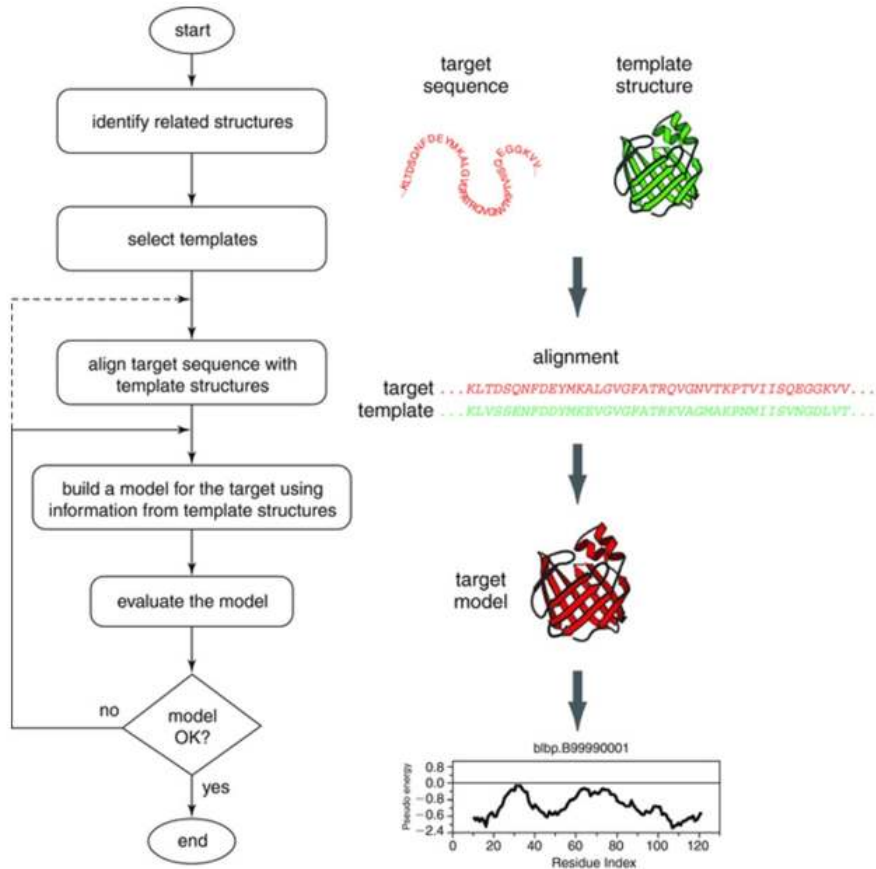 start
identify related structures
select templates
align target sequence with
template structures
build a model for the target using
information from template structures
evaluate the model
model
OK?
no
yes
end
target
sequence
template
structure
alignment
target ...KLTDSQNFDEYMKALGVGFATRQVGNVTKPTVIISQEGGKVV...
template ...KLVSSENFDDYMKEVGVGFATRKVAGMAKPNMIISVNGDLVT...
target
model
blbp.B99990001
Pseudo energy
0.8
0.0
−0.8
−0.6
−2.4
0 20 40 60 80 100 120
Residue Index